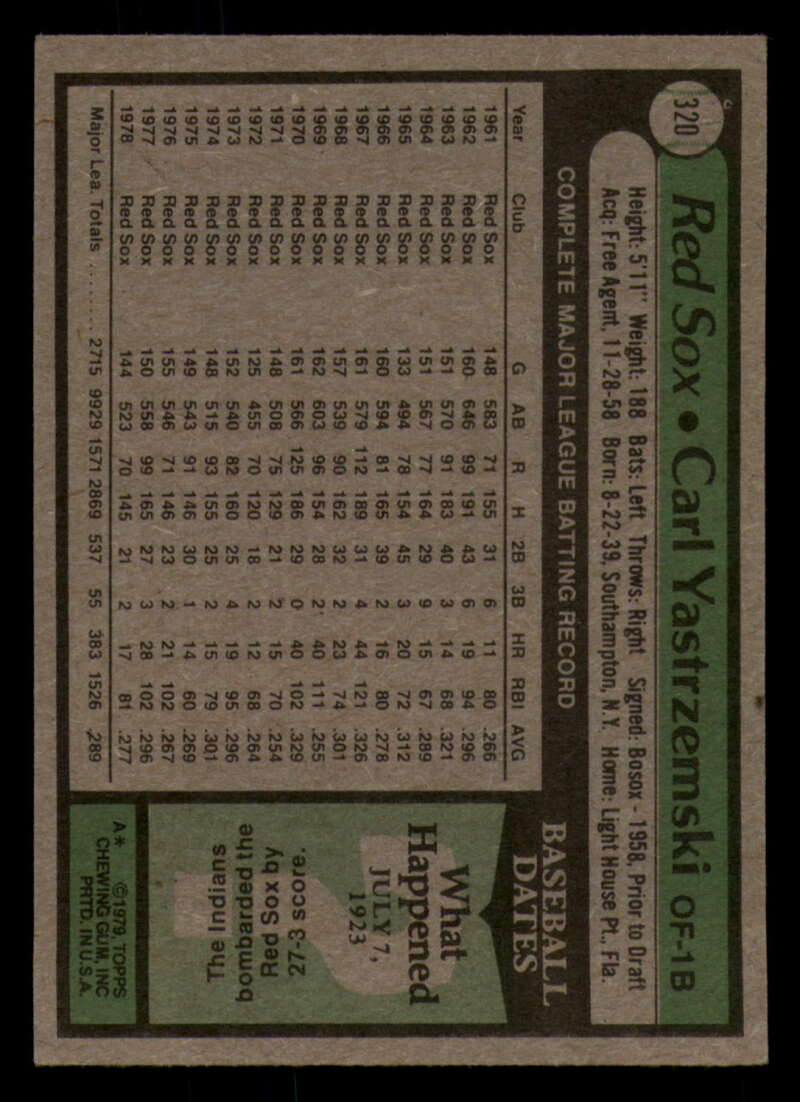 320
Red Sox • Carl Yastrzemski OF-1B
Height: 5'11" Weight: 188 Bats: Left Throws: Right Signed: Bosox - 1958, Prior to Draft
Acq: Free Agent, 11-28-58 Born: 8-22-39, Southampton, N.Y. Home: Light House Pt., Fla.
COMPLETE MAJOR LEAGUE BATTING RECORD
Year Club G AB R H 2B 3B HR RBI AVG
1961 Red Sox 148 583 71 155 31 6 11 80 .266
1962 Red Sox 160 646 99 191 43 6 19 94 .296
1963 Red Sox 151 570 91 183 40 3 14 68 .321
1964 Red Sox 151 567 77 164 29 9 15 67 .289
1965 Red Sox 133 494 78 154 45 3 20 72 .312
1966 Red Sox 160 594 81 165 39 2 16 80 .278
1967 Red Sox 161 579 112 189 31 4 44 121 .326
1968 Red Sox 157 539 90 162 32 2 23 74 .301
1969 Red Sox 162 603 96 154 28 2 40 111 .255
1970 Red Sox 161 566 125 186 29 0 40 102 .329
1971 Red Sox 148 508 75 129 21 2 15 70 .254
1972 Red Sox 125 455 70 120 18 2 12 68 .264
1973 Red Sox 152 540 82 160 25 4 19 95 .296
1974 Red Sox 148 515 93 155 25 2 15 79 .301
1975 Red Sox 149 543 91 146 30 1 14 60 .269
1976 Red Sox 155 546 71 146 23 2 21 102 .267
1977 Red Sox 150 558 99 165 27 3 28 102 .296
1978 Red Sox 144 523 70 145 21 2 17 81 .277
Major Lea. Totals ........ 2715 9929 1571 2869 537 55 383 1526 .289
BASEBALL
DATES
What
Happened
JULY 7,
1923
The Indians
bombarded the
Red Sox by
27-3 score.
A* ©1979 TOPPS
CHEWING GUM, INC
PRTD. IN U.S.A.